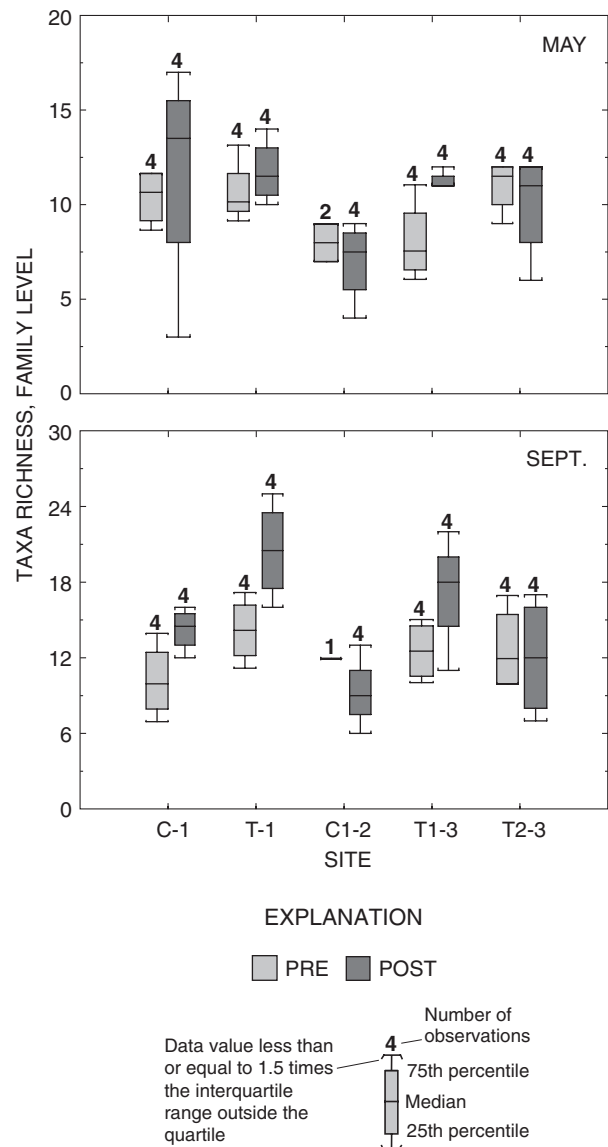 TAXA RICHNESS, FAMILY LEVEL
MAY
20
15
10
5
0
4 4 4 4 2 4 4 4 4 4
SEPT.
30
24
18
12
6
0
4 4 4 4 1 4 4 4 4 4
C-1 T-1 C1-2 T1-3 T2-3
SITE
EXPLANATION
PRE POST
Number of
observations
4
Data value less than
or equal to 1.5 times
the interquartile
range outside the
quartile
75th percentile
Median
25th percentile